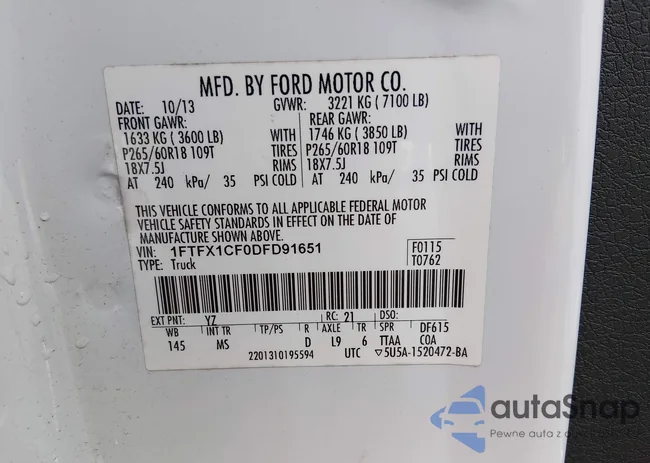 MFD. BY FORD MOTOR CO.
DATE: 10/13 GVWR: 3221 KG ( 7100 LB)
FRONT GAWR: REAR GAWR:
1633 KG ( 3600 LB) WITH 1746 KG ( 3850 LB) WITH
P265/60R18 109T TIRES P265/60R18 109T TIRES
18X7.5J RIMS 18X7.5J RIMS
AT 240 kPa/ 35 PSI COLD AT 240 kPa/ 35 PSI COLD
THIS VEHICLE CONFORMS TO ALL APPLICABLE FEDERAL MOTOR
VEHICLE SAFETY STANDARDS IN EFFECT ON THE DATE OF
MANUFACTURE SHOWN ABOVE.
VIN: 1FTFX1CF0DFD91651 F0115
TYPE: Truck T0762
EXT PNT: YZ RC: 21 DSO:
WB INT TR TP/PS R AXLE TR SPR DF615
145 MS D L9 6 TTAA COA
2201310195594 UTC ▽5U5A-1520472-BA
autoSnap
Pewne auta z